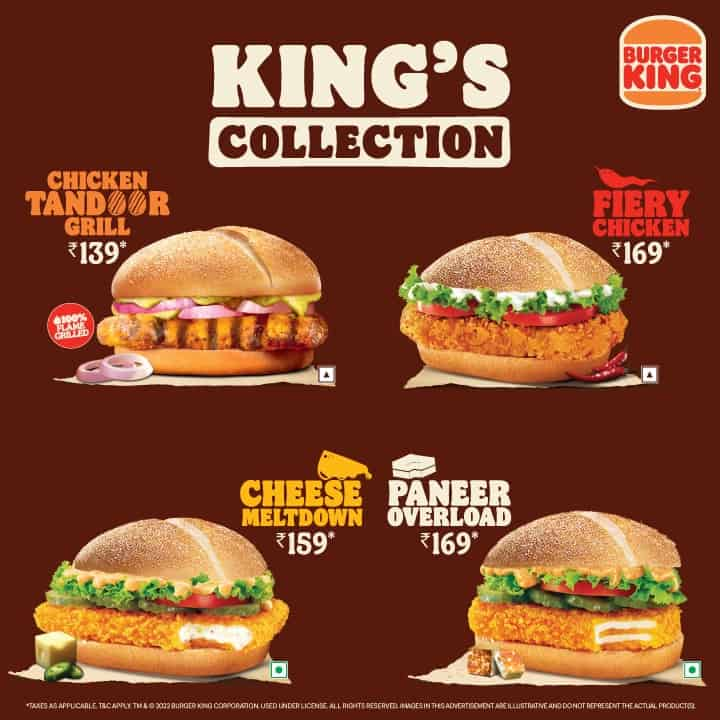 KING'S
COLLECTION
BURGER
KING
CHICKEN
TANDOOR
GRILL
₹139*
FIERY
CHICKEN
₹169*
100%
FLAME
GRILLED
CHEESE
MELTDOWN
₹159*
PANEER
OVERLOAD
₹169*
*TAXES AS APPLICABLE, T&C APPLY. TM & © 2022 BURGER KING CORPORATION. USED UNDER LICENSE. ALL RIGHTS RESERVED. IMAGES IN THIS ADVERTISEMENT ARE ILLUSTRATIVE AND DO NOT REPRESENT THE ACTUAL PRODUCT(S).